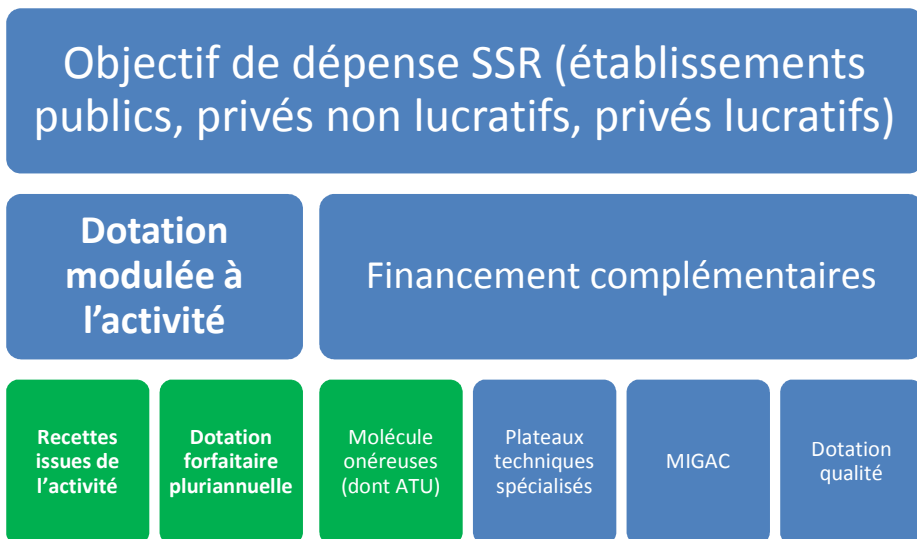 Objectif de dépense SSR (établissements
publics, privés non lucratifs, privés lucratifs)
Dotation
modulée à
l’activité
Financement complémentaires
Recettes
issues de
l’activité
Dotation
forfaitaire
pluriannuelle
Molécule
onéreuses
(dont ATU)
Plateaux
techniques
spécialisés
MIGAC
Dotation
qualité